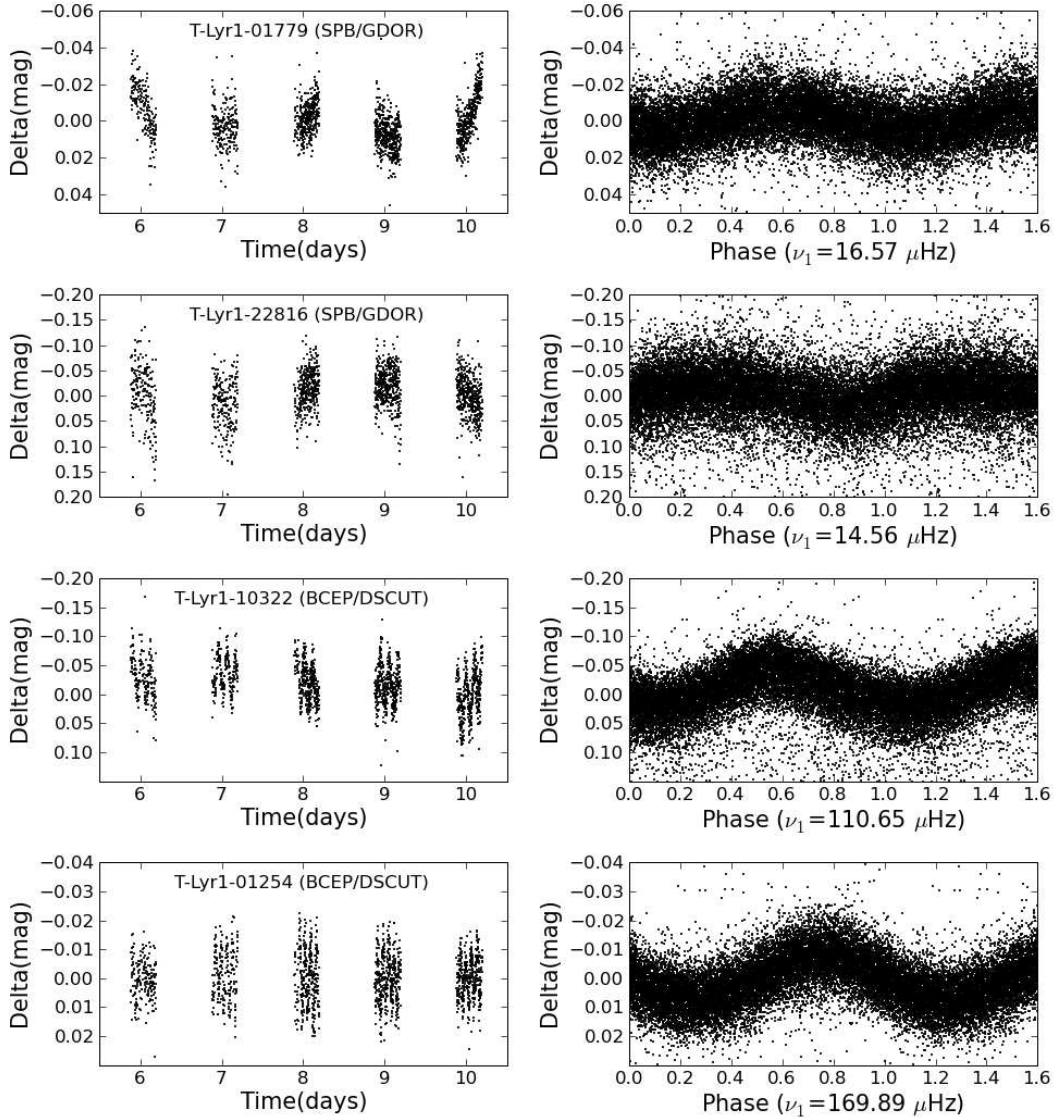 T-Lyr1-01779 (SPB/GDOR)
Delta(mag)
−0.06
−0.04
−0.02
0.00
0.02
0.04
6 7 8 9 10
Time(days)
Delta(mag)
−0.06
−0.04
−0.02
0.00
0.02
0.04
0.0 0.2 0.4 0.6 0.8 1.0 1.2 1.4 1.6
Phase (ν₁=16.57 μHz)
T-Lyr1-22816 (SPB/GDOR)
Delta(mag)
−0.20
−0.15
−0.10
−0.05
0.00
0.05
0.10
0.15
0.20
6 7 8 9 10
Time(days)
Delta(mag)
−0.20
−0.15
−0.10
−0.05
0.00
0.05
0.10
0.15
0.20
0.0 0.2 0.4 0.6 0.8 1.0 1.2 1.4 1.6
Phase (ν₁=14.56 μHz)
T-Lyr1-10322 (BCEP/DSCUT)
Delta(mag)
−0.20
−0.15
−0.10
−0.05
0.00
0.05
0.10
6 7 8 9 10
Time(days)
Delta(mag)
−0.20
−0.15
−0.10
−0.05
0.00
0.05
0.10
0.0 0.2 0.4 0.6 0.8 1.0 1.2 1.4 1.6
Phase (ν₁=110.65 μHz)
T-Lyr1-01254 (BCEP/DSCUT)
Delta(mag)
−0.04
−0.03
−0.02
−0.01
0.00
0.01
0.02
6 7 8 9 10
Time(days)
Delta(mag)
−0.04
−0.03
−0.02
−0.01
0.00
0.01
0.02
0.0 0.2 0.4 0.6 0.8 1.0 1.2 1.4 1.6
Phase (ν₁=169.89 μHz)